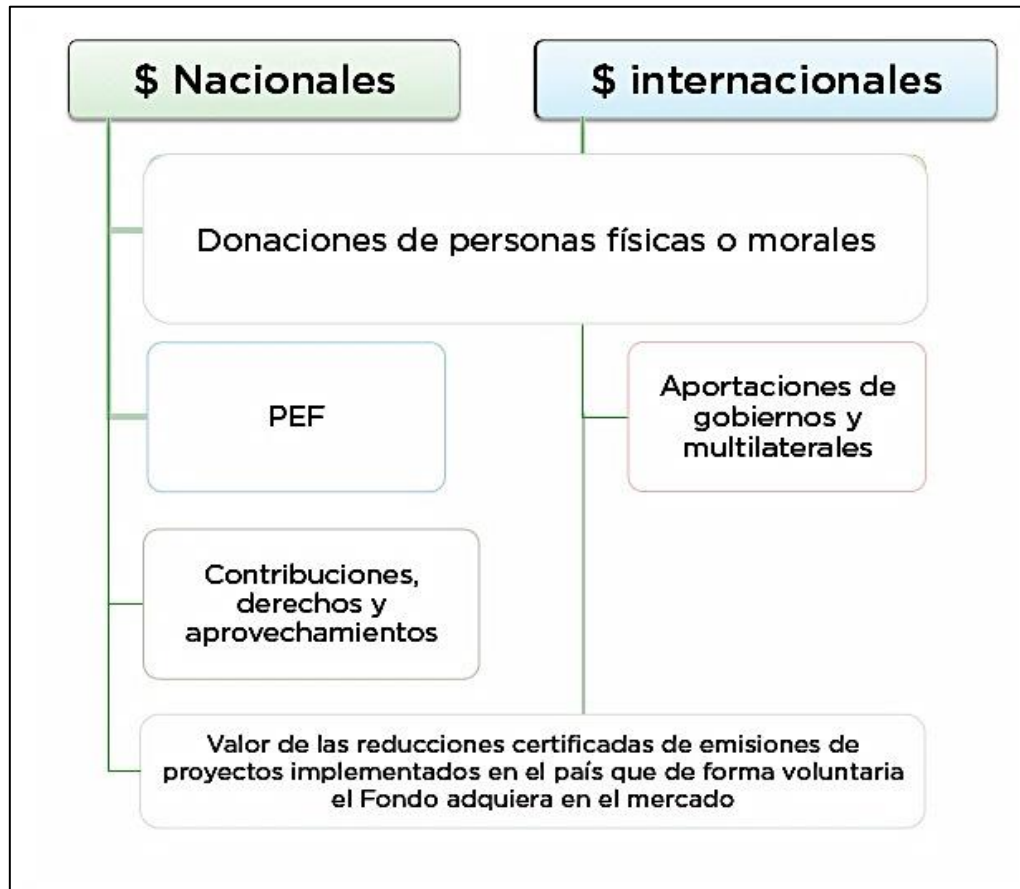 $ Nacionales
$ internacionales
Donaciones de personas físicas o morales
PEF
Aportaciones de
gobiernos y
multilaterales
Contribuciones,
derechos y
aprovechamientos
Valor de las reducciones certificadas de emisiones de
proyectos implementados en el país que de forma voluntaria
el Fondo adquiera en el mercado